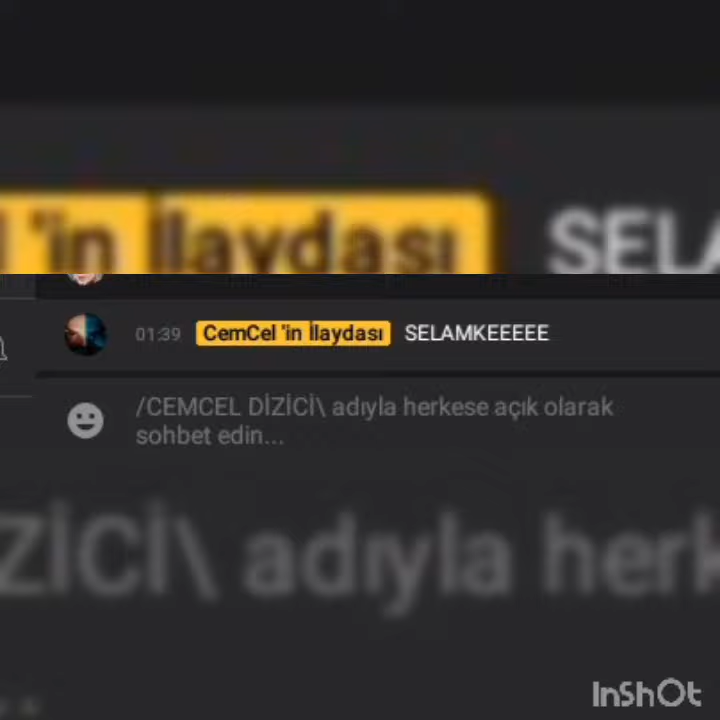 'in İlaydası SELA
01:39 CemCel 'in İlaydası SELAMKEEEEE
/CEMCEL DİZİCİ\ adıyla herkese açık olarak
sohbet edin...
ZİCİ\ adıyla herk
InShOt